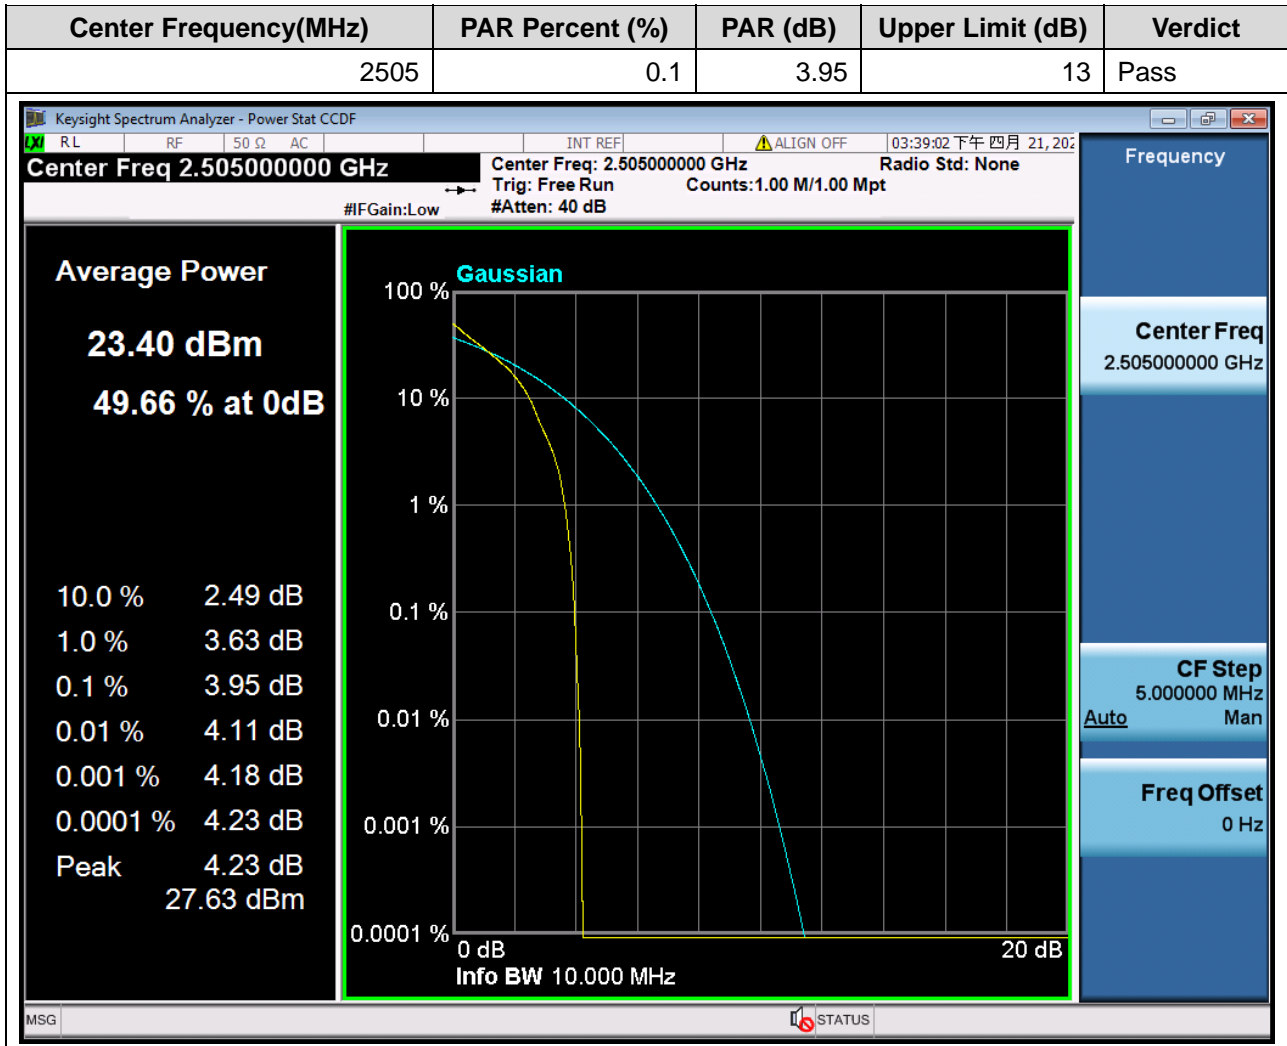 Center Frequency(MHz) PAR Percent (%) PAR (dB) Upper Limit (dB) Verdict
2505 0.1 3.95 13 Pass
Keysight Spectrum Analyzer - Power Stat CCDF
LXI RL RF 50 Ω AC INT REF ALIGN OFF 03:39:02 下午 四月 21, 202
Center Freq 2.505000000 GHz
Center Freq: 2.505000000 GHz Radio Std: None
Trig: Free Run Counts:1.00 M/1.00 Mpt
#IFGain:Low #Atten: 40 dB
Frequency
Average Power
23.40 dBm
49.66 % at 0dB
10.0 % 2.49 dB
1.0 % 3.63 dB
0.1 % 3.95 dB
0.01 % 4.11 dB
0.001 % 4.18 dB
0.0001 % 4.23 dB
Peak 4.23 dB
27.63 dBm
Gaussian
100 %
10 %
1 %
0.1 %
0.01 %
0.001 %
0.0001 %
0 dB 20 dB
Info BW 10.000 MHz
Center Freq
2.505000000 GHz
CF Step
5.000000 MHz
Auto Man
Freq Offset
0 Hz
MSG STATUS